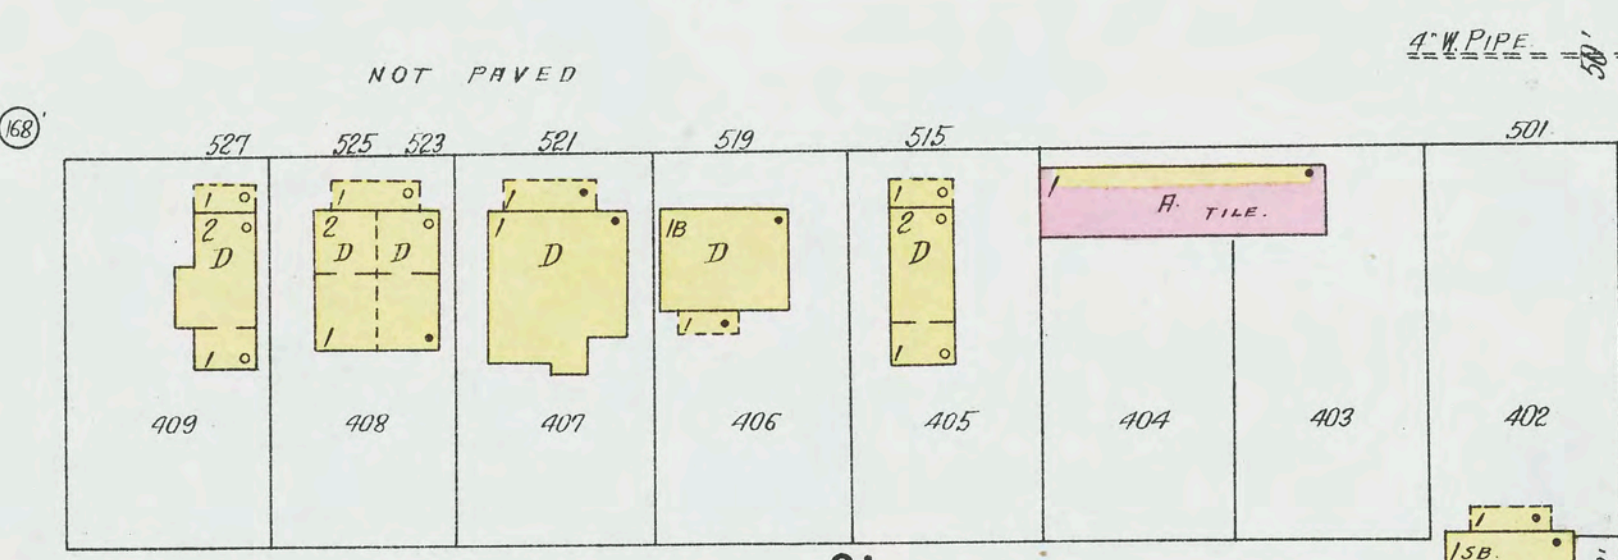 4" W. PIPE.
50'
NOT PAVED
168'
527 525 523 521 519 515 501
1 1 1 1 1 A. TILE.
2 D 2 D D 1 D 1B D 2 D
1 1 1 1
409 408 407 406 405 404 403 402
1
1SB.